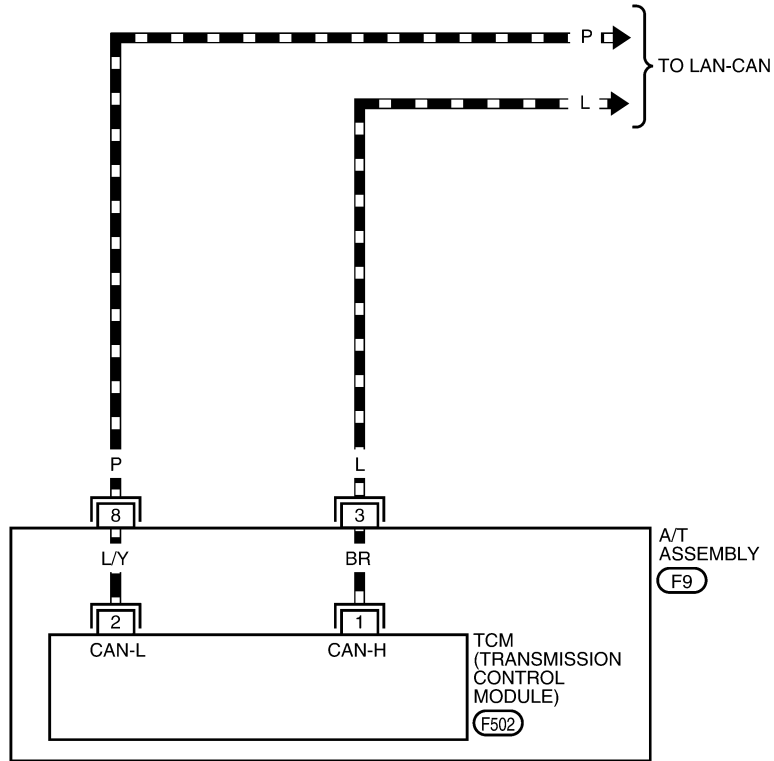 P
TO LAN-CAN
L
P
L
8
3
A/T
ASSEMBLY
F9
L/Y
BR
2
1
CAN-L
CAN-H
TCM
(TRANSMISSION
CONTROL
MODULE)
F502